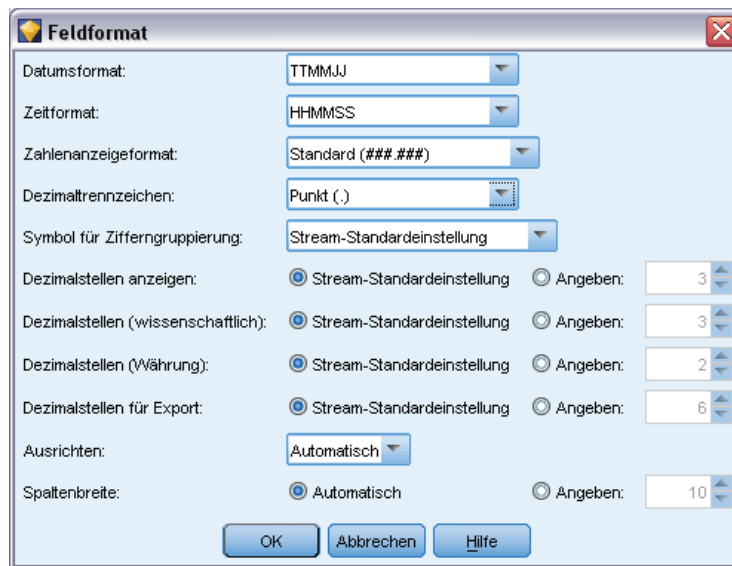 Feldformat
Datumsformat: TTMMJJ
Zeitformat: HHMMSS
Zahlenanzeigeformat: Standard (###.###)
Dezimaltrennzeichen: Punkt (.)
Symbol für Zifferngruppierung: Stream-Standardeinstellung
Dezimalstellen anzeigen: Stream-Standardeinstellung Angeben: 3
Dezimalstellen (wissenschaftlich): Stream-Standardeinstellung Angeben: 3
Dezimalstellen (Währung): Stream-Standardeinstellung Angeben: 2
Dezimalstellen für Export: Stream-Standardeinstellung Angeben: 6
Ausrichten: Automatisch
Spaltenbreite: Automatisch Angeben: 10
OK Abbrechen Hilfe